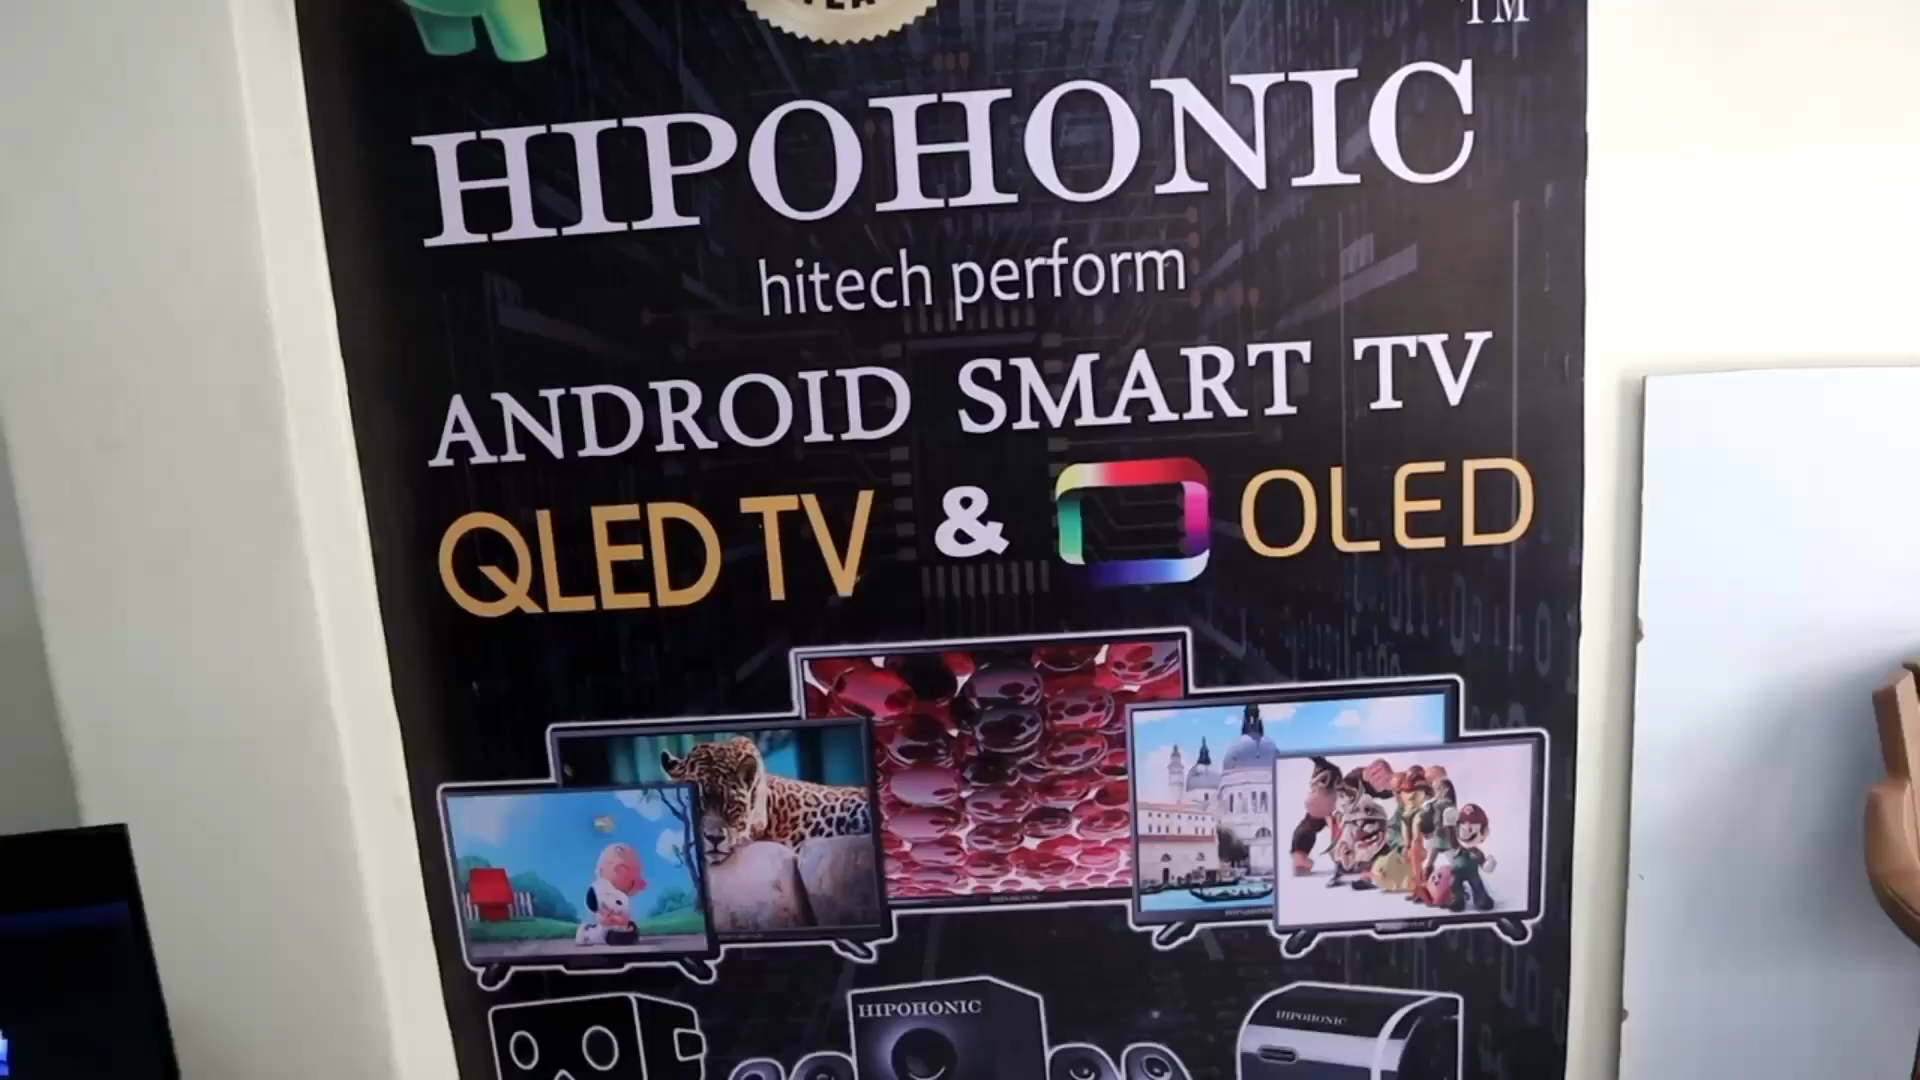 TM
HIPOHONIC
hitech perform
ANDROID SMART TV
QLED TV & OLED
HIPOHONIC
HIPOHONIC